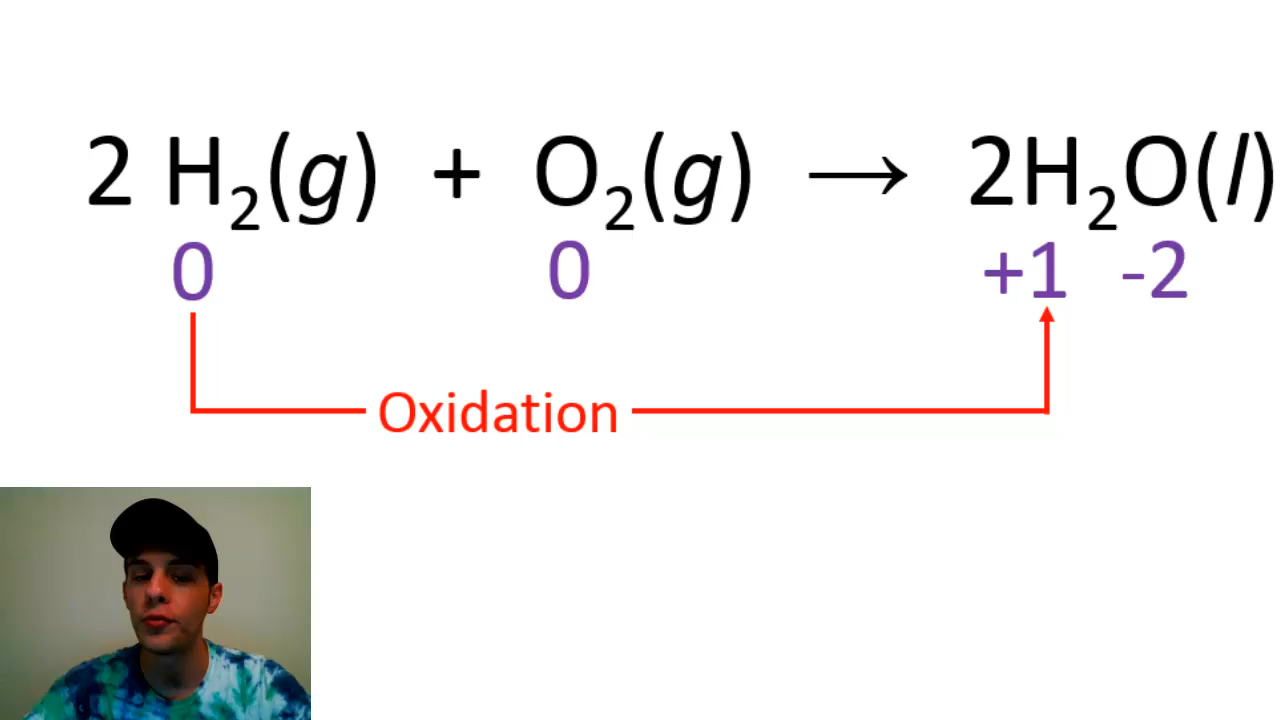 2 H₂(g) + O₂(g) → 2H₂O(l)
0 0 +1 -2
Oxidation